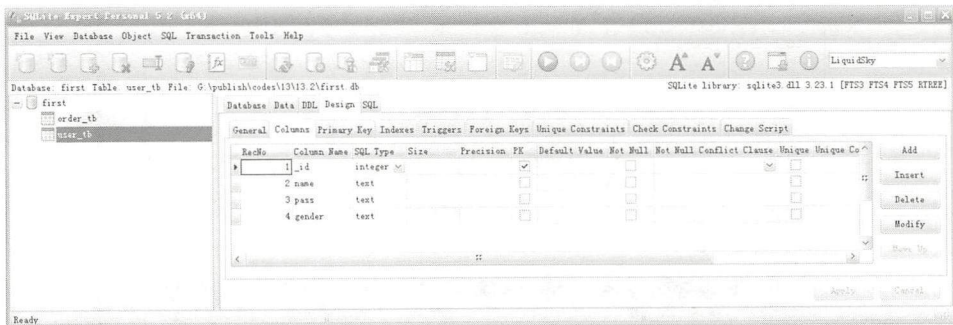 SQLite Expert Personal 5.2 (x64)
File View Database Object SQL Transaction Tools Help
fx A A LiquidSky
Database: first Table: user_tb File: G:\publish\codes\13\13.2\first.db SQLite library: sqlite3.dll 3.23.1 [FTS3 FTS4 FTS5 RTREE]
first
order_tb
user_tb
Database Data DDL Design SQL
General Columns Primary Key Indexes Triggers Foreign Keys Unique Constraints Check Constraints Change Script
RecNo Column Name SQL Type Size Precision PK Default Value Not Null Not Null Conflict Clause Unique Unique Co
1 _id integer
2 name text
3 pass text
4 gender text
Add
Insert
Delete
Modify
Move Up
Apply Cancel
Ready